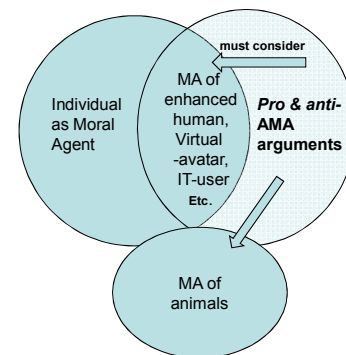 must consider
Individual
as Moral
Agent
MA of
enhanced
human,
Virtual
-avatar,
IT-user
Etc.
Pro & anti-
AMA
arguments
MA of
animals